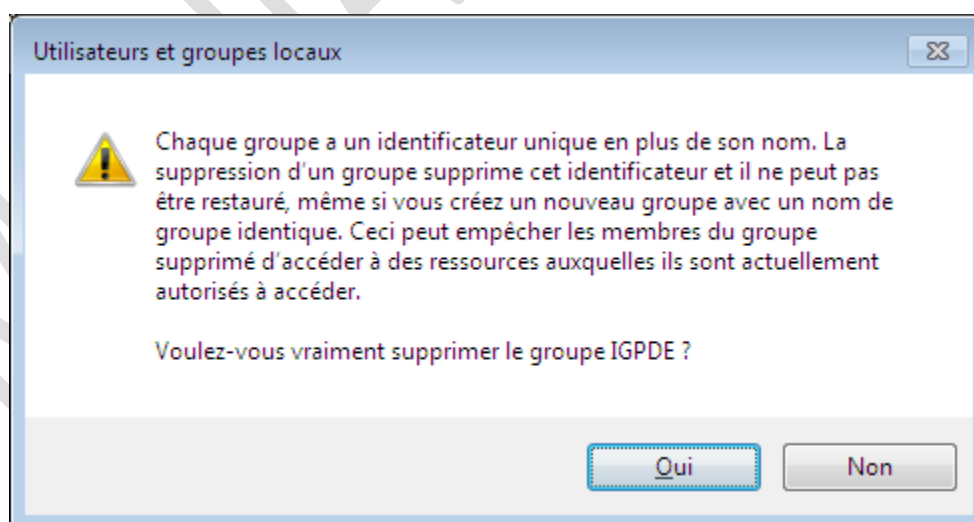 Utilisateurs et groupes locaux
Chaque groupe a un identificateur unique en plus de son nom. La
suppression d'un groupe supprime cet identificateur et il ne peut pas
être restauré, même si vous créez un nouveau groupe avec un nom de
groupe identique. Ceci peut empêcher les membres du groupe
supprimé d'accéder à des ressources auxquelles ils sont actuellement
autorisés à accéder.
Voulez-vous vraiment supprimer le groupe IGPDE ?
Oui Non